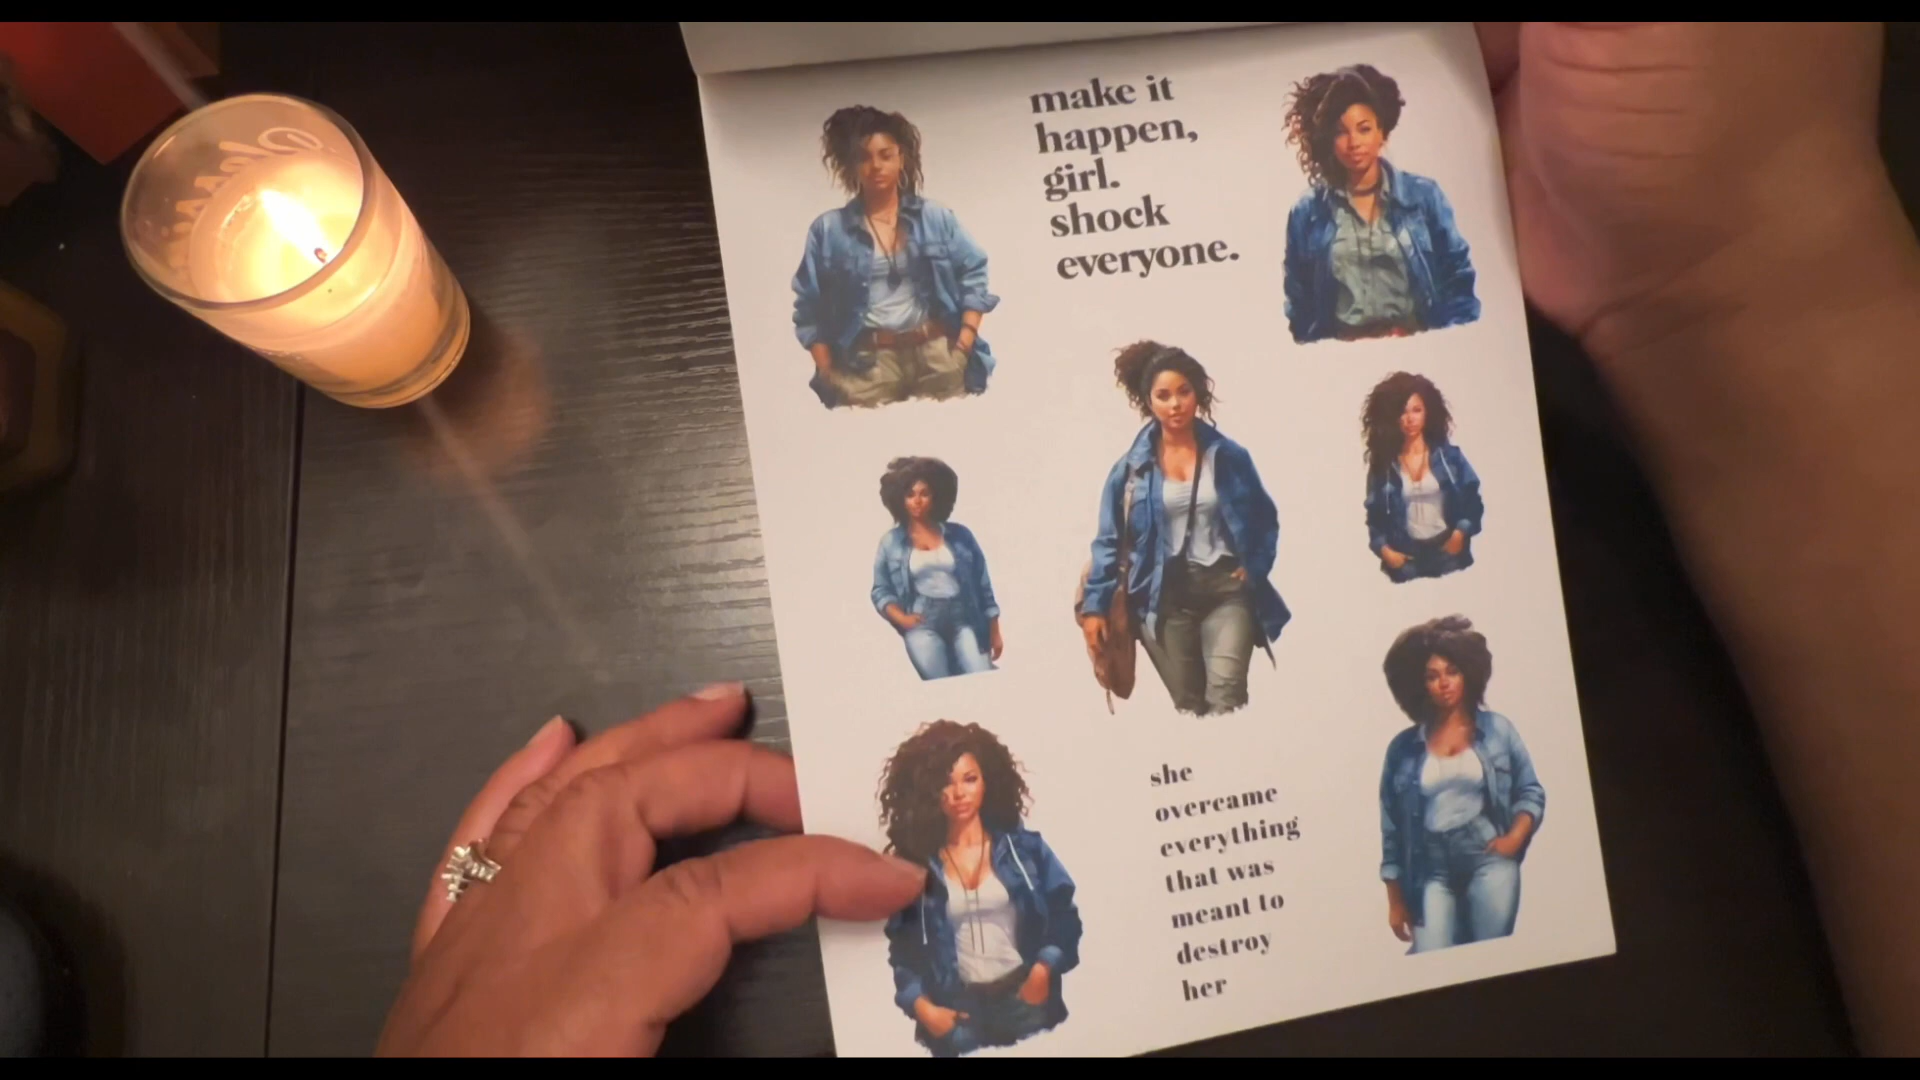 make it
happen,
girl.
shock
everyone.
she
overcame
everything
that was
meant to
destroy
her